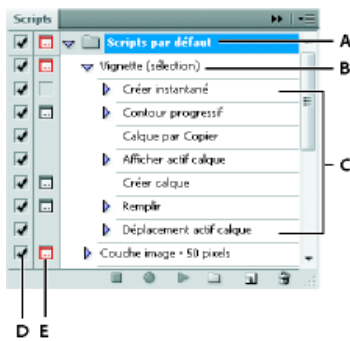 Scripts
Scripts par défaut
A
Vignette (sélection)
B
Créer instantané
Contour progressif
Calque par Copier
C
Afficher actif calque
Créer calque
Remplir
Déplacement actif calque
Couche image - 50 pixels
D E